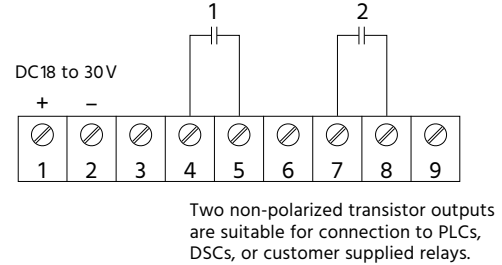 1 2
DC18 to 30 V
+ –
1 2 3 4 5 6 7 8 9
Two non-polarized transistor outputs
are suitable for connection to PLCs,
DSCs, or customer supplied relays.